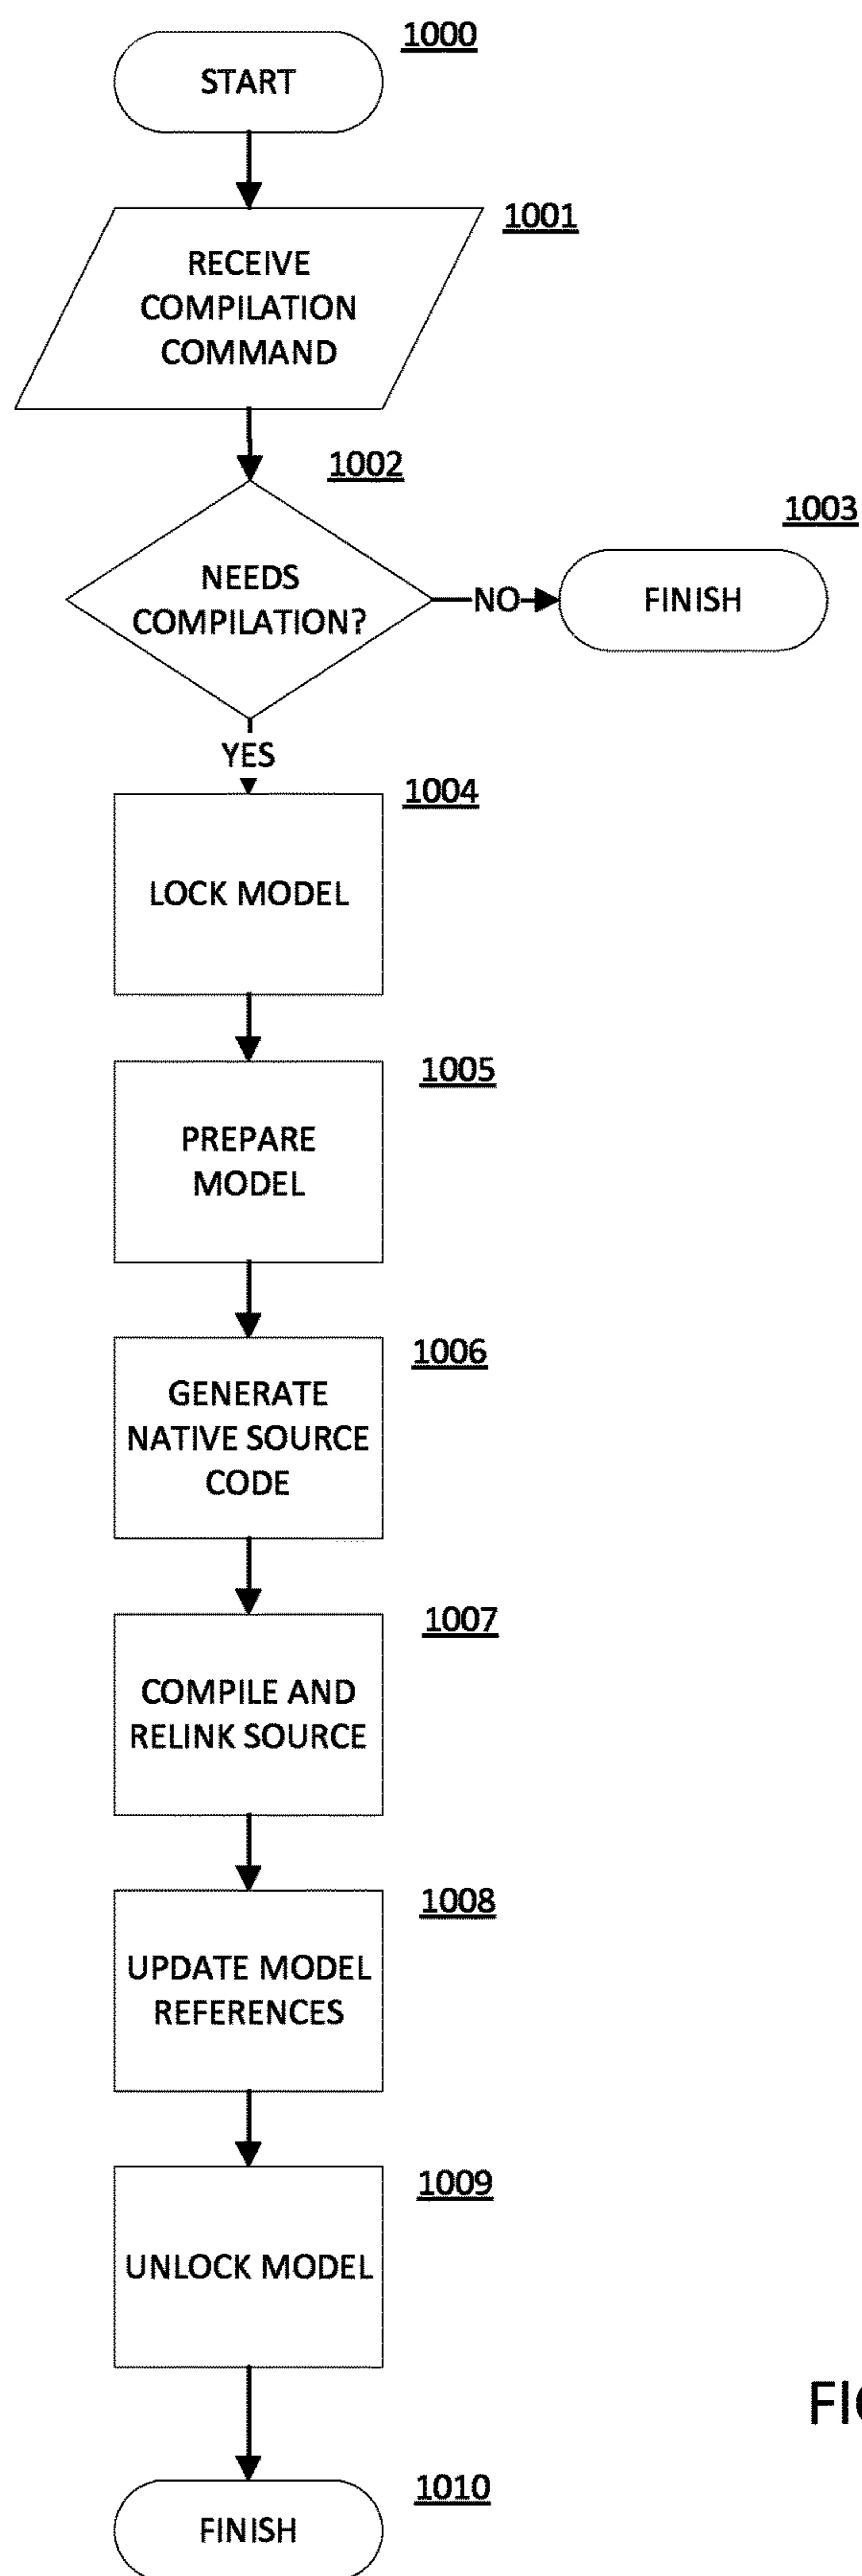 1000
START
1001
RECEIVE
COMPILATION
COMMAND
1002
NEEDS
COMPILATION?
NO
1003
FINISH
YES
1004
LOCK MODEL
1005
PREPARE
MODEL
1006
GENERATE
NATIVE SOURCE
CODE
1007
COMPILE AND
RELINK SOURCE
1008
UPDATE MODEL
REFERENCES
1009
UNLOCK MODEL
1010
FINISH